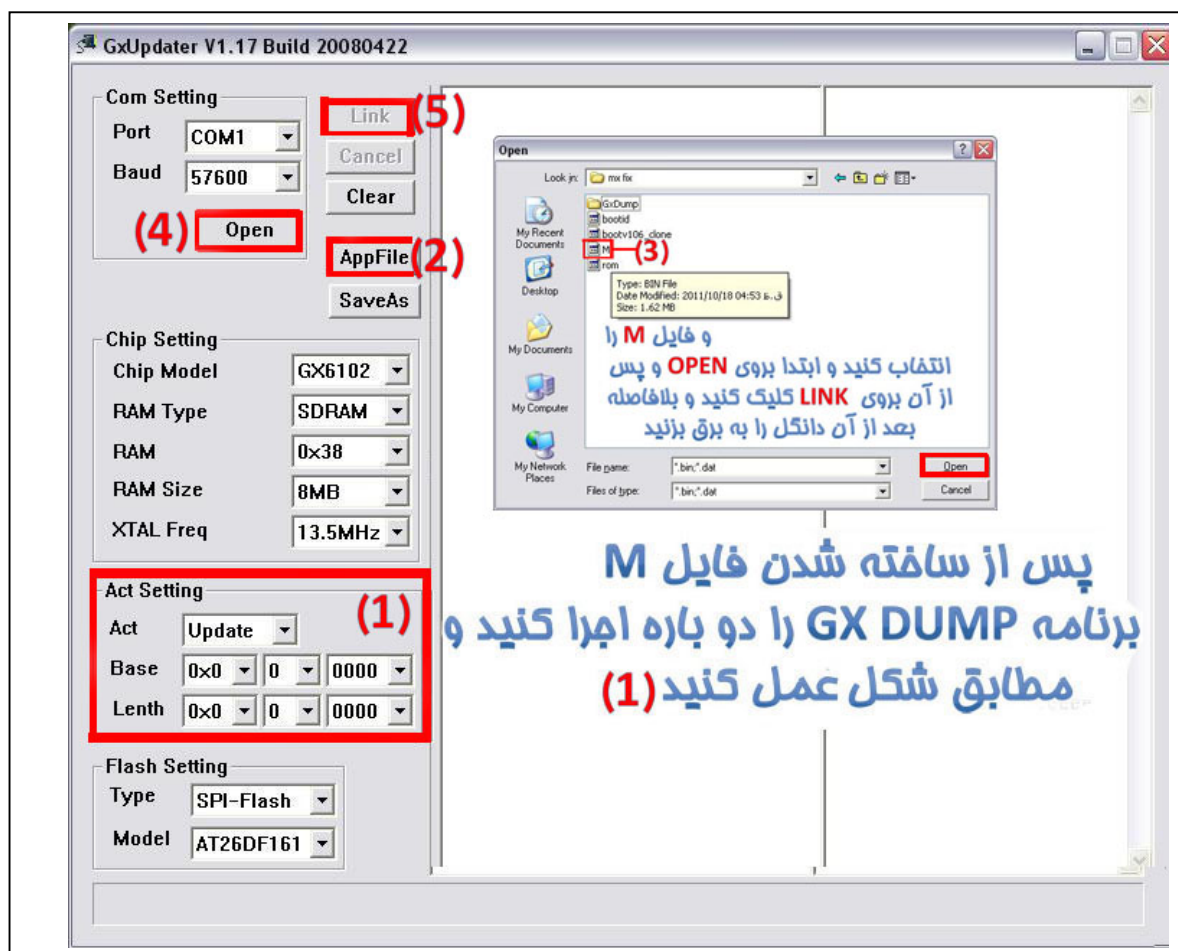 GxUpdater V1.17 Build 20080422
Com Setting
Port COM1
Baud 57600
(4) Open
Link (5)
Cancel
Clear
AppFile (2)
SaveAs
Chip Setting
Chip Model GX6102
RAM Type SDRAM
RAM 0x38
RAM Size 8MB
XTAL Freq 13.5MHz
Act Setting
(1)
Act Update
Base 0x0 0 0000
Lenth 0x0 0 0000
Flash Setting
Type SPI-Flash
Model AT26DF161
Open
Look in: mx fix
My Recent Documents
Desktop
My Documents
My Computer
My Network Places
GxDump
bootid
bootv106_clone
M (3)
rom
Type: BIN File
Date Modified: 2011/10/18 04:53 ق.ظ
Size: 1.62 MB
و فایل M را
انتخاب کنید و ابتدا بروی OPEN و پس
از آن بروی LINK کلیک کنید و بلافاصله
بعد از آن دانگل را به برق بزنید
File name: *.bin;*.dat Open
Files of type: *.bin;*.dat Cancel
پس از ساخته شدن فایل M
برنامه GX DUMP را دو باره اجرا کنید و
مطابق شکل عمل کنید (1)